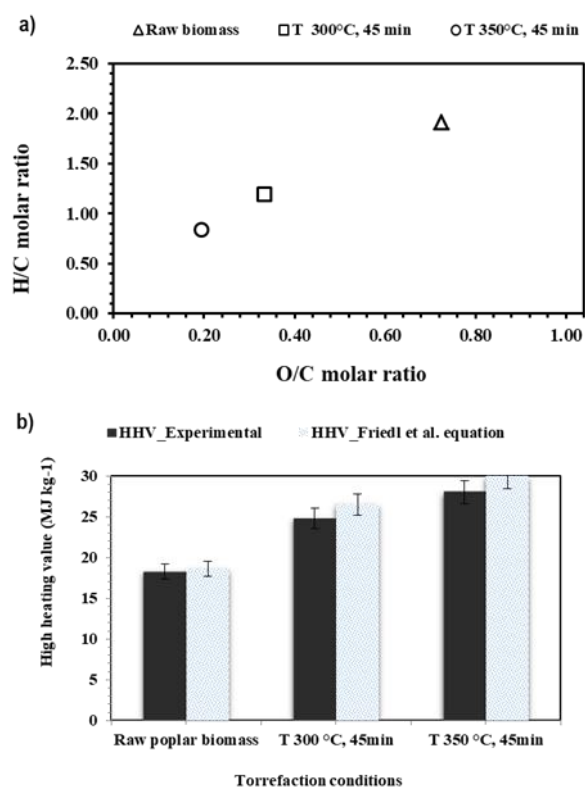 a)
Raw biomass T 300°C, 45 min T 350°C, 45 min
2.50
2.00
1.50
1.00
0.50
0.00
H/C molar ratio
0.00 0.20 0.40 0.60 0.80 1.00
O/C molar ratio
b)
HHV_Experimental HHV_Friedl et al. equation
30
25
20
15
10
5
0
High heating value (MJ kg-1)
Raw poplar biomass T 300 °C, 45min T 350 °C, 45min
Torrefaction conditions